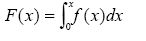 F(x) = ∫₀ˣ f(x)dx